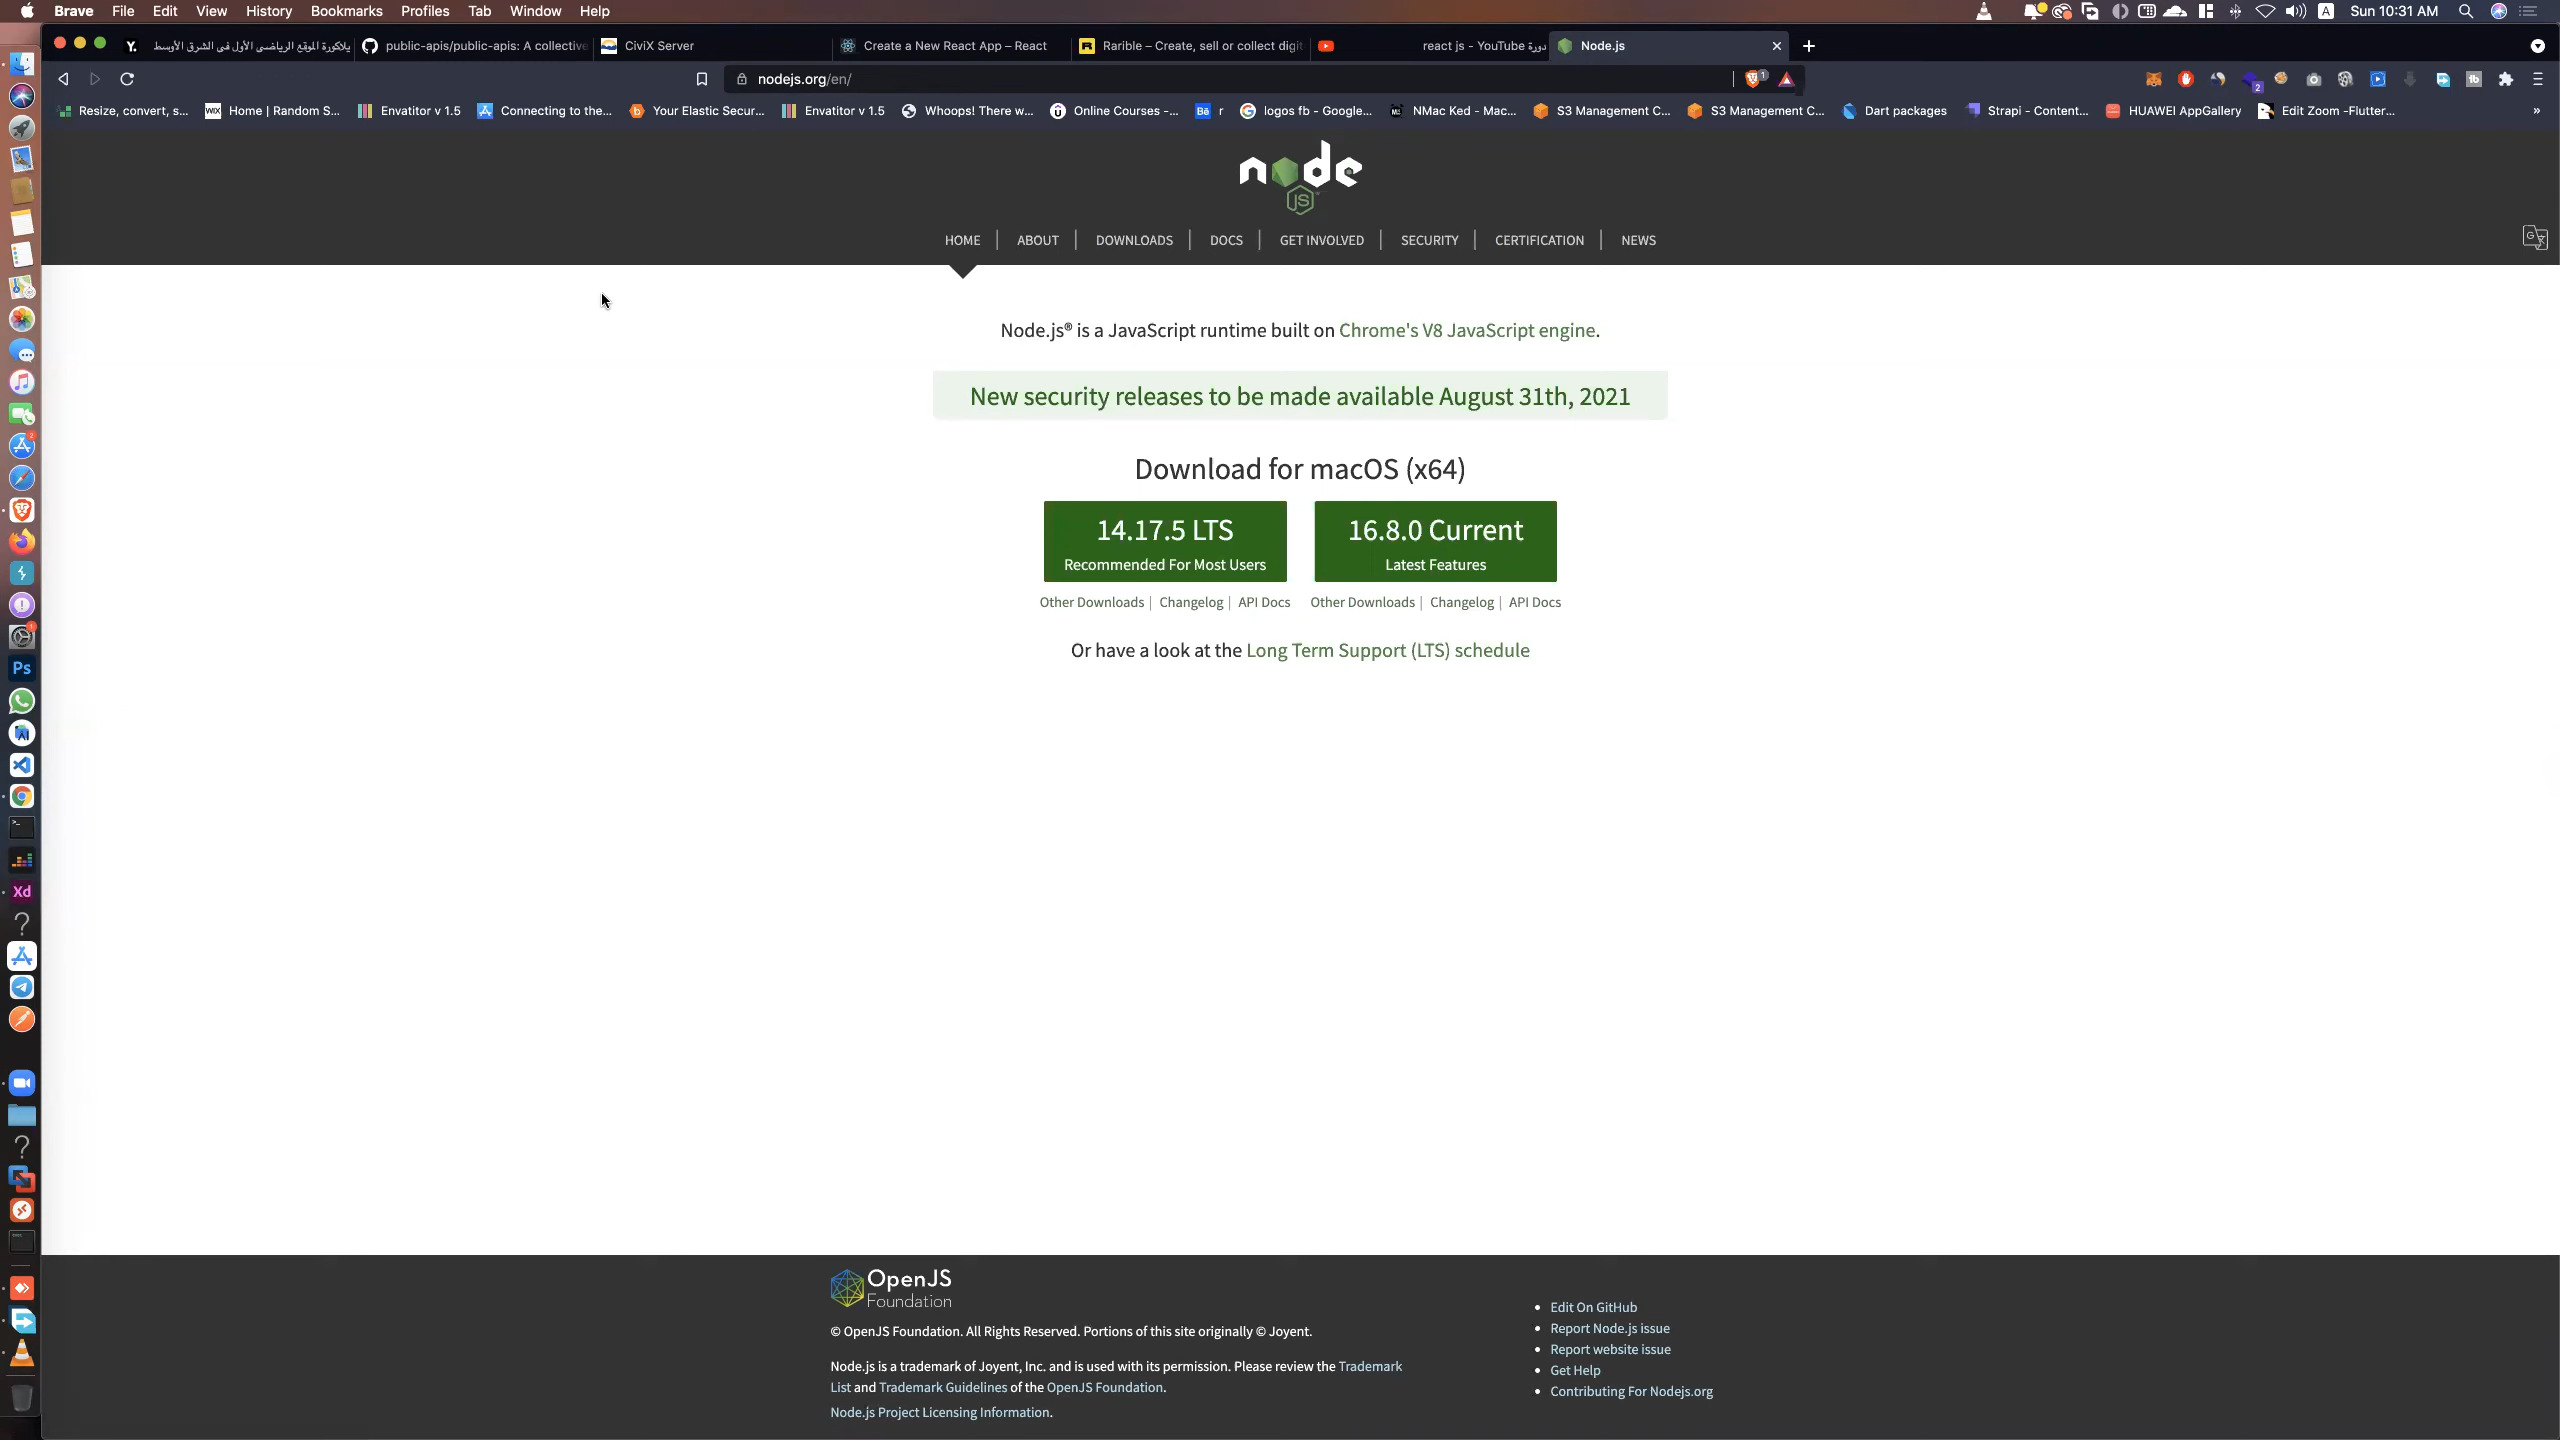 Brave File Edit View History Bookmarks Profiles Tab Window Help A Sun 10:31 AM
Y. يلاكورة الموقع الرياضي الأول في الشرق الأوسط public-apis/public-apis: A collective CiviX Server Create a New React App – React R Rarible – Create, sell or collect digit دورة react js - YouTube Node.js
nodejs.org/en/ 1 2
Resize, convert, s... WIX Home | Random S... Envatitor v 1.5 Connecting to the... Your Elastic Secur... Envatitor v 1.5 Whoops! There w... Online Courses -... Bē r logos fb - Google... NMac Ked - Mac... S3 Management C... S3 Management C... Dart packages Strapi - Content... HUAWEI AppGallery Edit Zoom -Flutter... »
node
JS
HOME | ABOUT | DOWNLOADS | DOCS | GET INVOLVED | SECURITY | CERTIFICATION | NEWS
Node.js® is a JavaScript runtime built on Chrome's V8 JavaScript engine.
New security releases to be made available August 31th, 2021
Download for macOS (x64)
14.17.5 LTS 16.8.0 Current
Recommended For Most Users Latest Features
Other Downloads | Changelog | API Docs Other Downloads | Changelog | API Docs
Or have a look at the Long Term Support (LTS) schedule
Ps
Xd
OpenJS
Foundation
© OpenJS Foundation. All Rights Reserved. Portions of this site originally © Joyent.
Node.js is a trademark of Joyent, Inc. and is used with its permission. Please review the Trademark
List and Trademark Guidelines of the OpenJS Foundation.
Node.js Project Licensing Information.
Edit On GitHub
Report Node.js issue
Report website issue
Get Help
Contributing For Nodejs.org